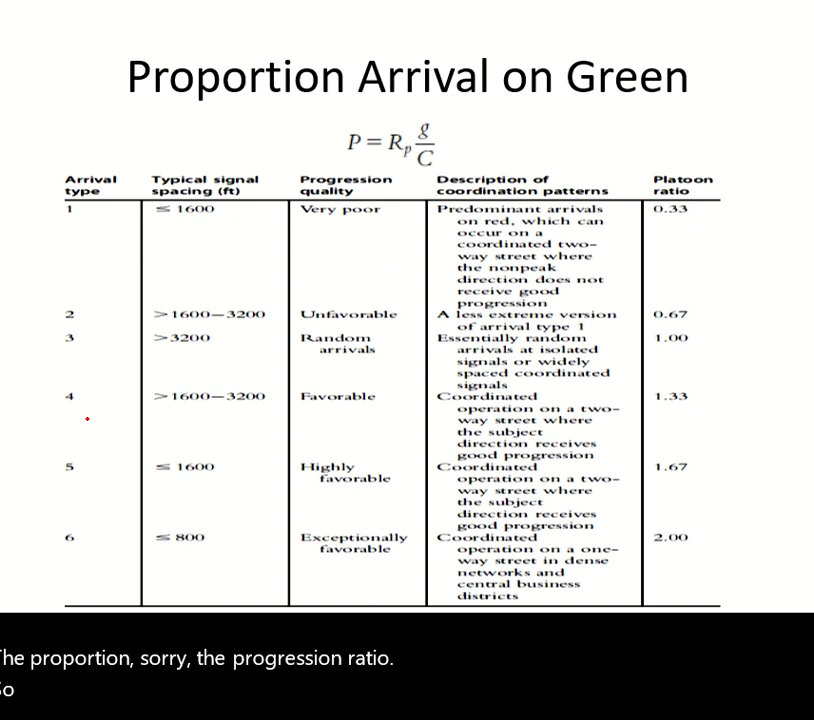 Proportion Arrival on Green
P = Rp g/C
Arrival type
Typical signal spacing (ft)
Progression quality
Description of coordination patterns
Platoon ratio
1
≤ 1600
Very poor
Predominant arrivals
on red, which can
occur on a
coordinated two-
way street where
the nonpeak
direction does not
receive good
progression
0.33
2
>1600–3200
Unfavorable
A less extreme version
of arrival type 1
0.67
3
>3200
Random
arrivals
Essentially random
arrivals at isolated
signals or widely
spaced coordinated
signals
1.00
4
>1600–3200
Favorable
Coordinated
operation on a two-
way street where
the subject
direction receives
good progression
1.33
5
≤ 1600
Highly
favorable
Coordinated
operation on a two-
way street where
the subject
direction receives
good progression
1.67
6
≤ 800
Exceptionally
favorable
Coordinated
operation on a one-
way street in dense
networks and
central business
districts
2.00
The proportion, sorry, the progression ratio.
So